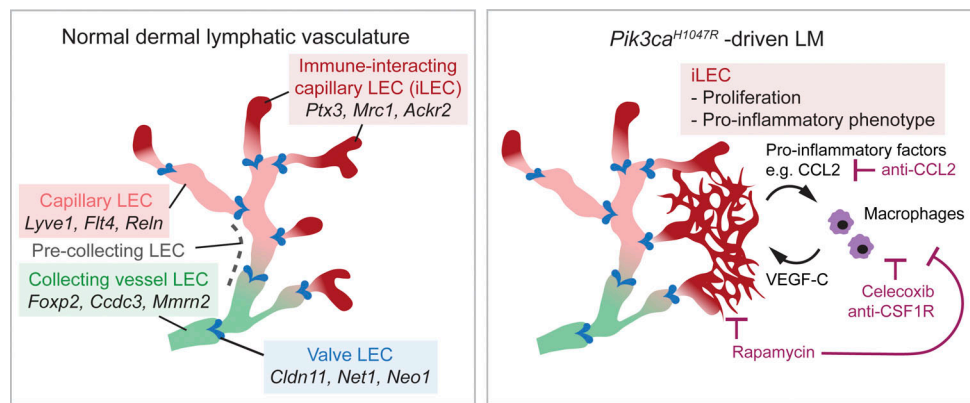 Normal dermal lymphatic vasculature
Immune-interacting
capillary LEC (iLEC)
Ptx3, Mrc1, Ackr2
Capillary LEC
Lyve1, Flt4, Reln
Pre-collecting LEC
Collecting vessel LEC
Foxp2, Ccdc3, Mmrn2
Valve LEC
Cldn11, Net1, Neo1
Pik3caH1047R -driven LM
iLEC
- Proliferation
- Pro-inflammatory phenotype
Pro-inflammatory factors
e.g. CCL2
anti-CCL2
Macrophages
VEGF-C
Celecoxib
anti-CSF1R
Rapamycin